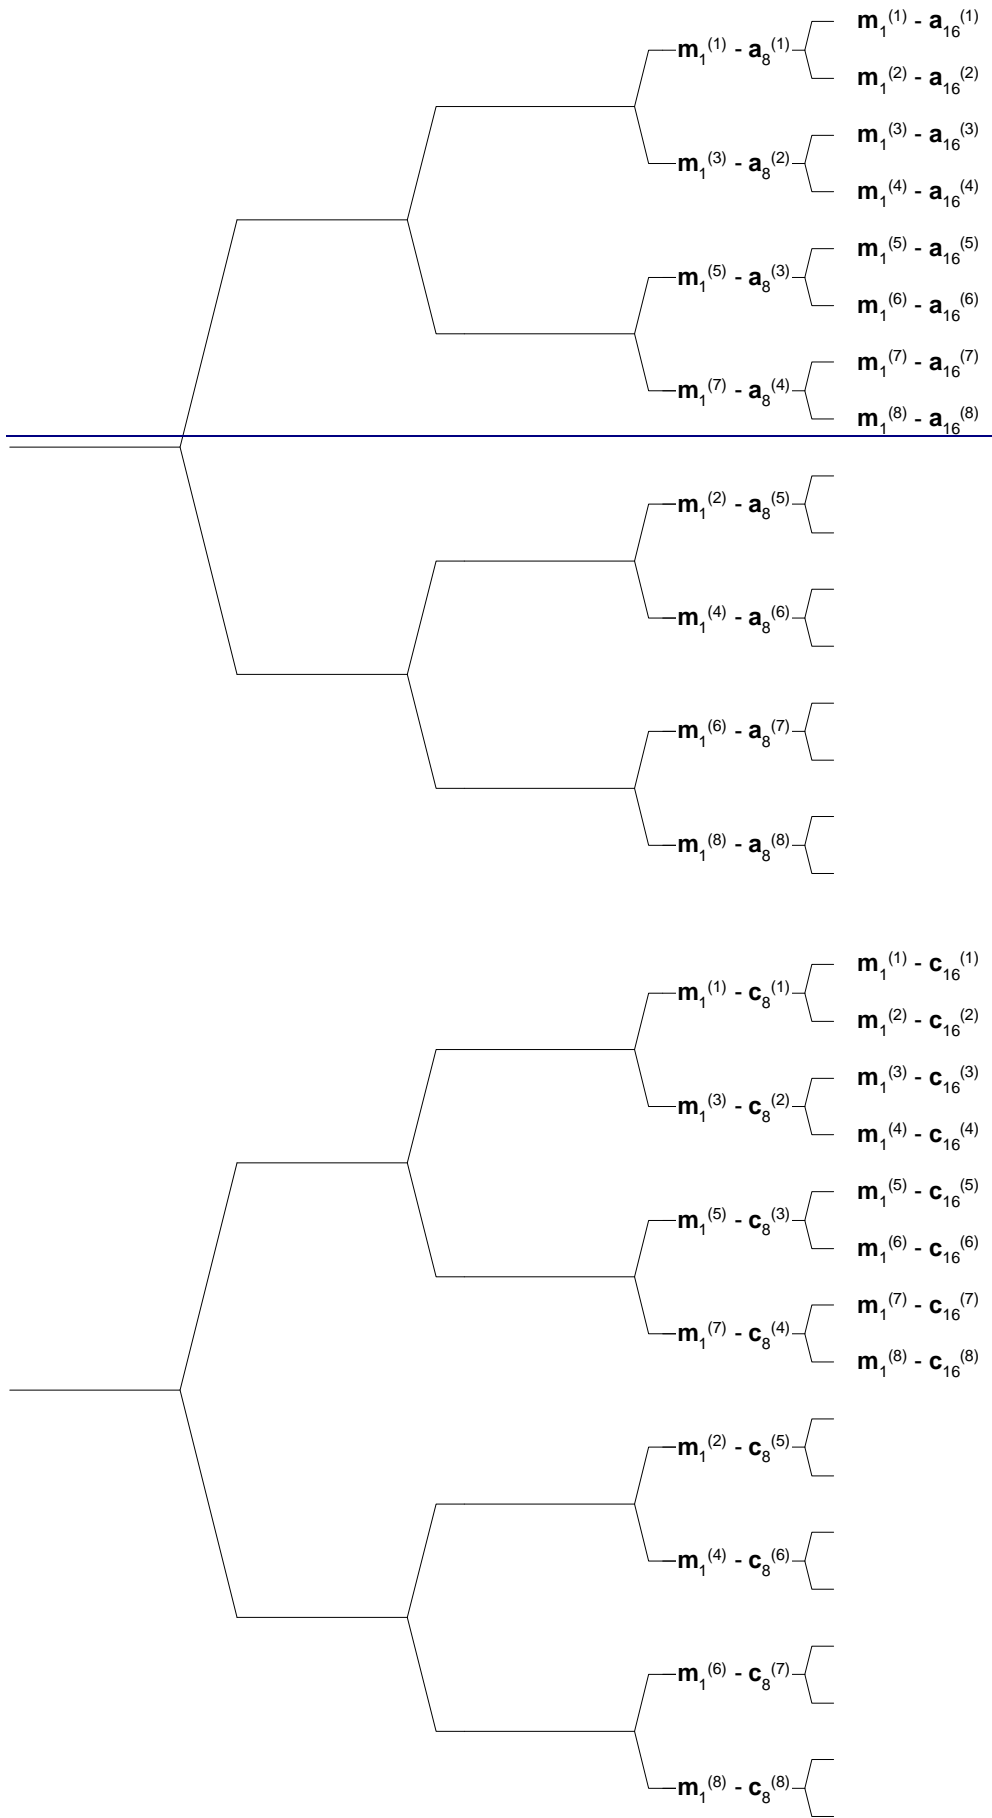 m₁⁽¹⁾ - a₁₆⁽¹⁾
m₁⁽¹⁾ - a₈⁽¹⁾
m₁⁽²⁾ - a₁₆⁽²⁾
m₁⁽³⁾ - a₁₆⁽³⁾
m₁⁽³⁾ - a₈⁽²⁾
m₁⁽⁴⁾ - a₁₆⁽⁴⁾
m₁⁽⁵⁾ - a₁₆⁽⁵⁾
m₁⁽⁵⁾ - a₈⁽³⁾
m₁⁽⁶⁾ - a₁₆⁽⁶⁾
m₁⁽⁷⁾ - a₁₆⁽⁷⁾
m₁⁽⁷⁾ - a₈⁽⁴⁾
m₁⁽⁸⁾ - a₁₆⁽⁸⁾
m₁⁽²⁾ - a₈⁽⁵⁾
m₁⁽⁴⁾ - a₈⁽⁶⁾
m₁⁽⁶⁾ - a₈⁽⁷⁾
m₁⁽⁸⁾ - a₈⁽⁸⁾
m₁⁽¹⁾ - c₁₆⁽¹⁾
m₁⁽¹⁾ - c₈⁽¹⁾
m₁⁽²⁾ - c₁₆⁽²⁾
m₁⁽³⁾ - c₁₆⁽³⁾
m₁⁽³⁾ - c₈⁽²⁾
m₁⁽⁴⁾ - c₁₆⁽⁴⁾
m₁⁽⁵⁾ - c₁₆⁽⁵⁾
m₁⁽⁵⁾ - c₈⁽³⁾
m₁⁽⁶⁾ - c₁₆⁽⁶⁾
m₁⁽⁷⁾ - c₁₆⁽⁷⁾
m₁⁽⁷⁾ - c₈⁽⁴⁾
m₁⁽⁸⁾ - c₁₆⁽⁸⁾
m₁⁽²⁾ - c₈⁽⁵⁾
m₁⁽⁴⁾ - c₈⁽⁶⁾
m₁⁽⁶⁾ - c₈⁽⁷⁾
m₁⁽⁸⁾ - c₈⁽⁸⁾